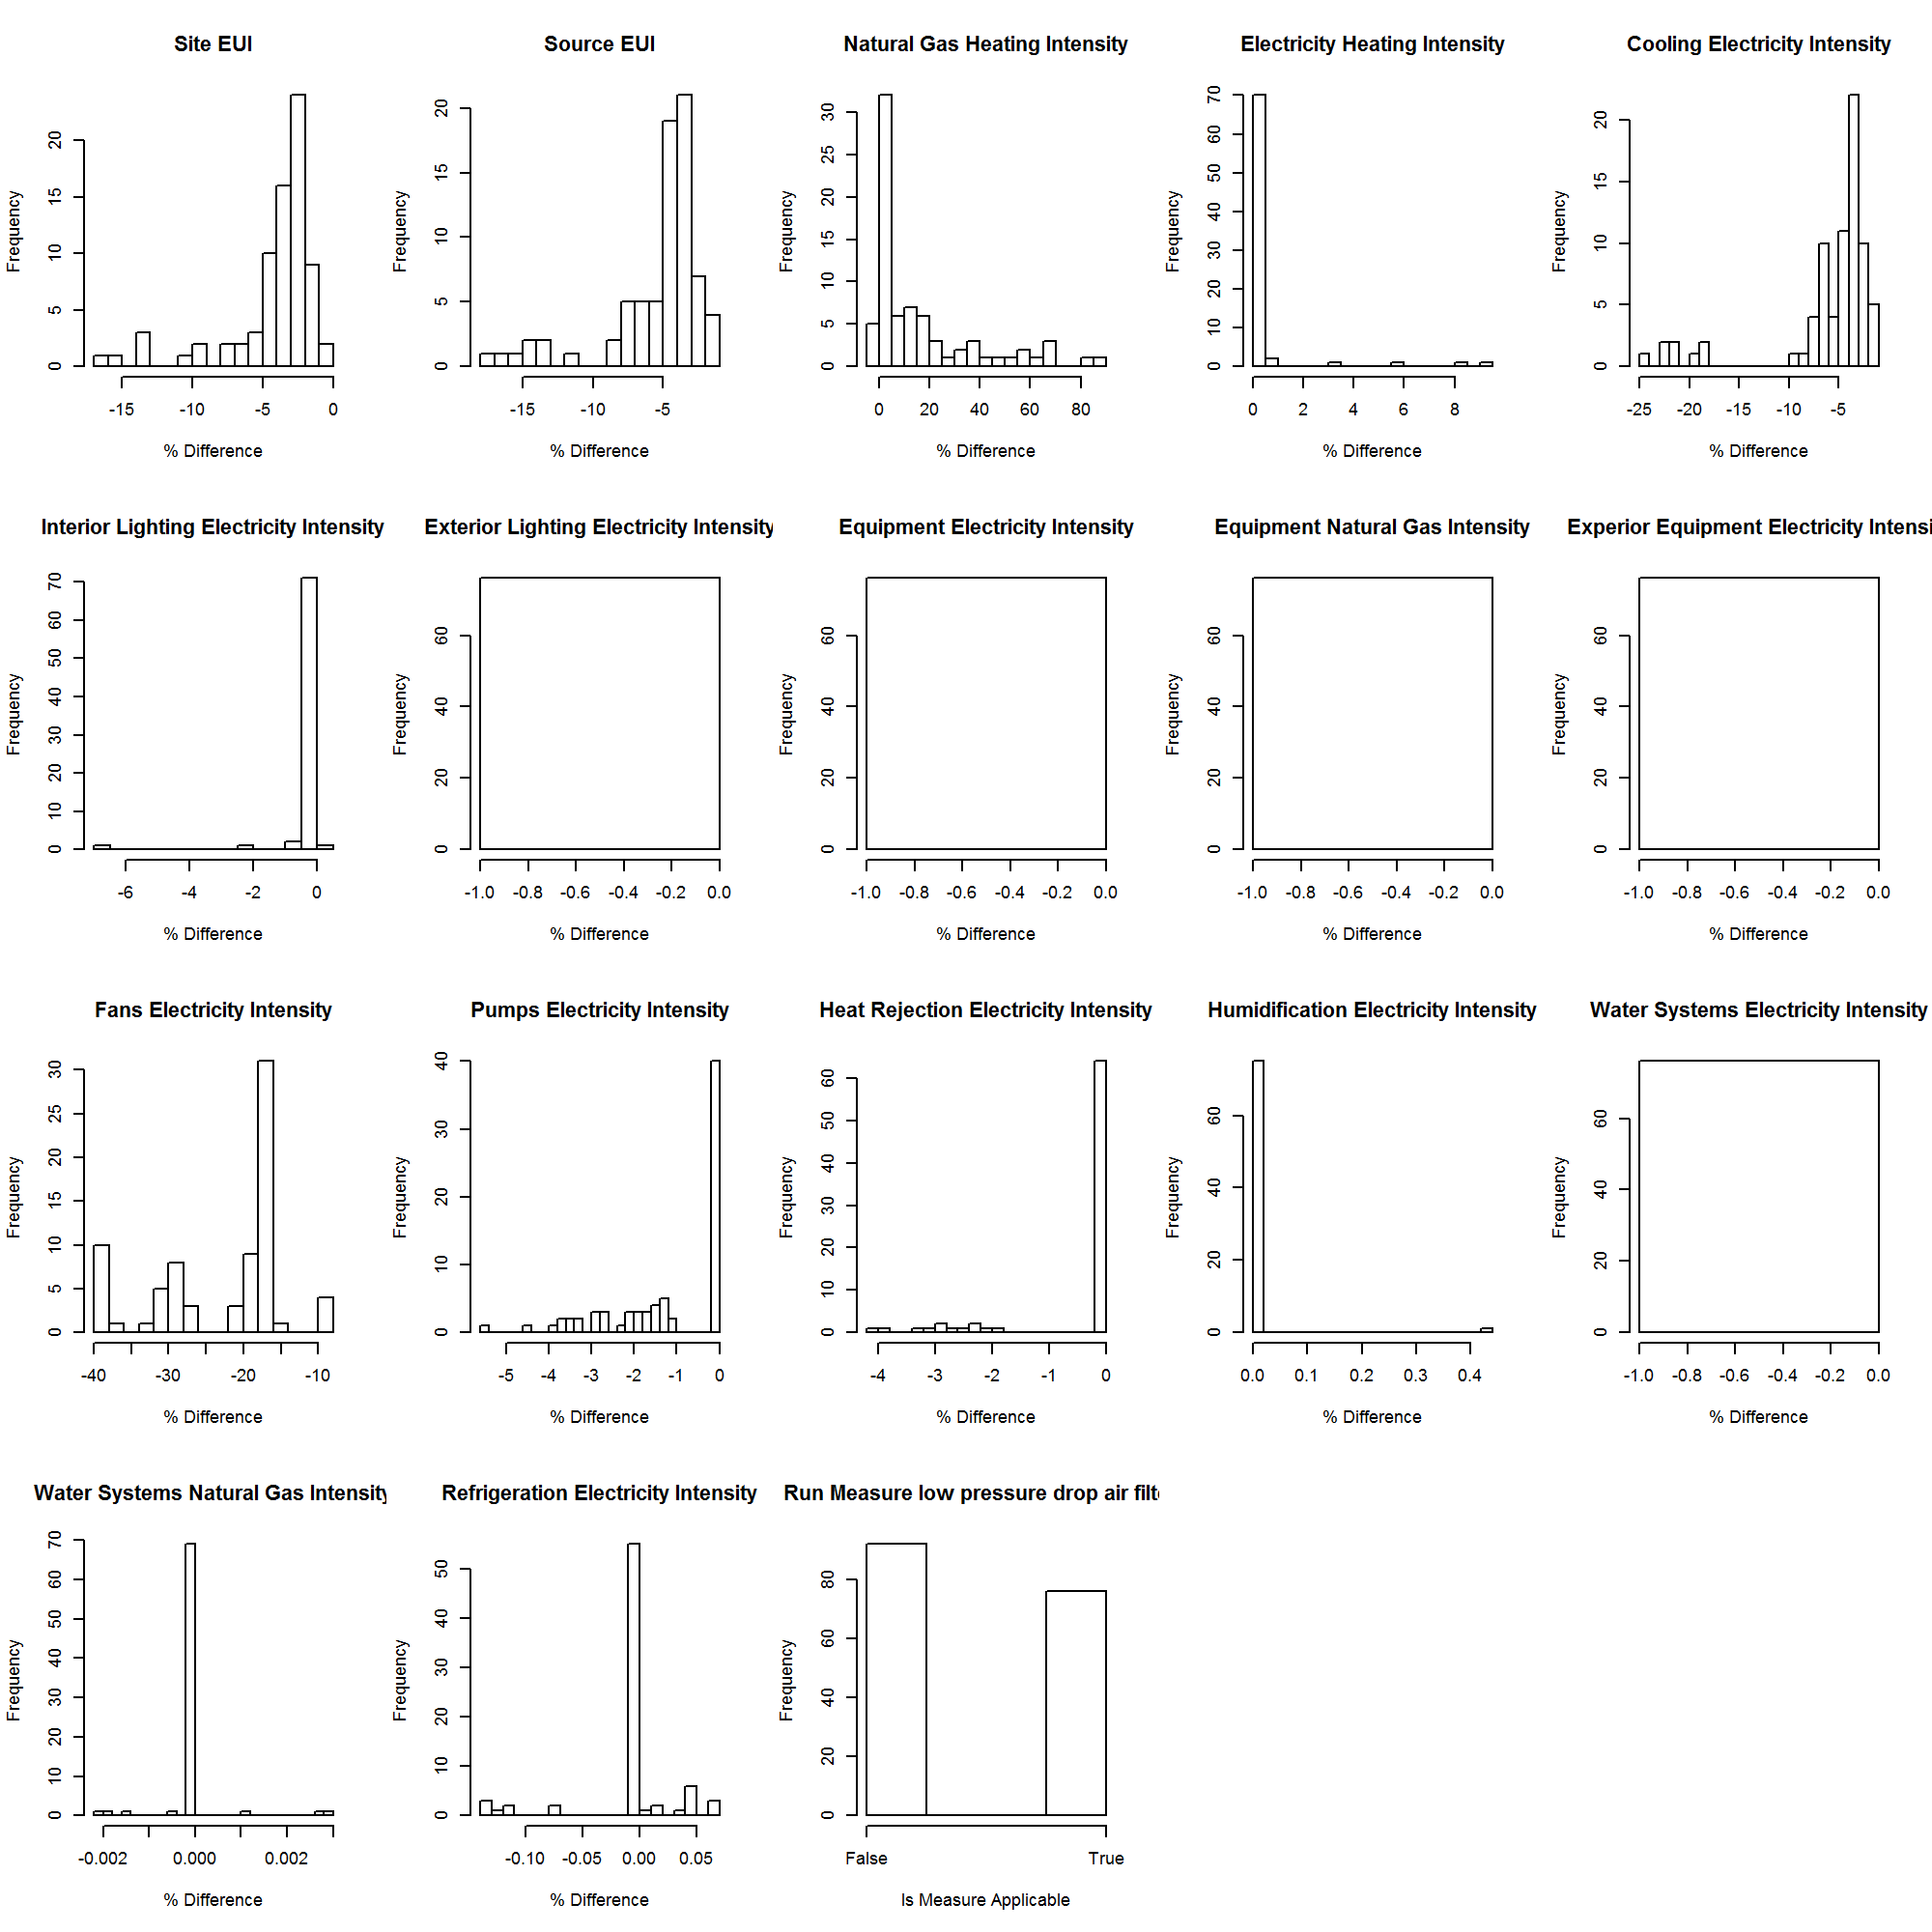 Site EUI
Frequency
0 5 10 15 20
-15 -10 -5 0
% Difference
Source EUI
Frequency
0 5 10 15 20
-15 -10 -5
% Difference
Natural Gas Heating Intensity
Frequency
0 5 10 15 20 25 30
0 20 40 60 80
% Difference
Electricity Heating Intensity
Frequency
0 10 20 30 40 50 60 70
0 2 4 6 8
% Difference
Cooling Electricity Intensity
Frequency
0 5 10 15 20
-25 -20 -15 -10 -5
% Difference
Interior Lighting Electricity Intensity
Frequency
0 10 20 30 40 50 60 70
-6 -4 -2 0
% Difference
Exterior Lighting Electricity Intensity
Frequency
0 20 40 60
-1.0 -0.8 -0.6 -0.4 -0.2 0.0
% Difference
Equipment Electricity Intensity
Frequency
0 20 40 60
-1.0 -0.8 -0.6 -0.4 -0.2 0.0
% Difference
Equipment Natural Gas Intensity
Frequency
0 20 40 60
-1.0 -0.8 -0.6 -0.4 -0.2 0.0
% Difference
Experior Equipment Electricity Intensi
Frequency
0 20 40 60
-1.0 -0.8 -0.6 -0.4 -0.2 0.0
% Difference
Fans Electricity Intensity
Frequency
0 5 10 15 20 25 30
-40 -30 -20 -10
% Difference
Pumps Electricity Intensity
Frequency
0 10 20 30 40
-5 -4 -3 -2 -1 0
% Difference
Heat Rejection Electricity Intensity
Frequency
0 10 20 30 40 50 60
-4 -3 -2 -1 0
% Difference
Humidification Electricity Intensity
Frequency
0 20 40 60
0.0 0.1 0.2 0.3 0.4
% Difference
Water Systems Electricity Intensity
Frequency
0 20 40 60
-1.0 -0.8 -0.6 -0.4 -0.2 0.0
% Difference
Water Systems Natural Gas Intensity
Frequency
0 10 20 30 40 50 60 70
-0.002 0.000 0.002
% Difference
Refrigeration Electricity Intensity
Frequency
0 10 20 30 40 50
-0.10 -0.05 0.00 0.05
% Difference
Run Measure low pressure drop air filt
Frequency
0 20 40 60 80
False True
Is Measure Applicable